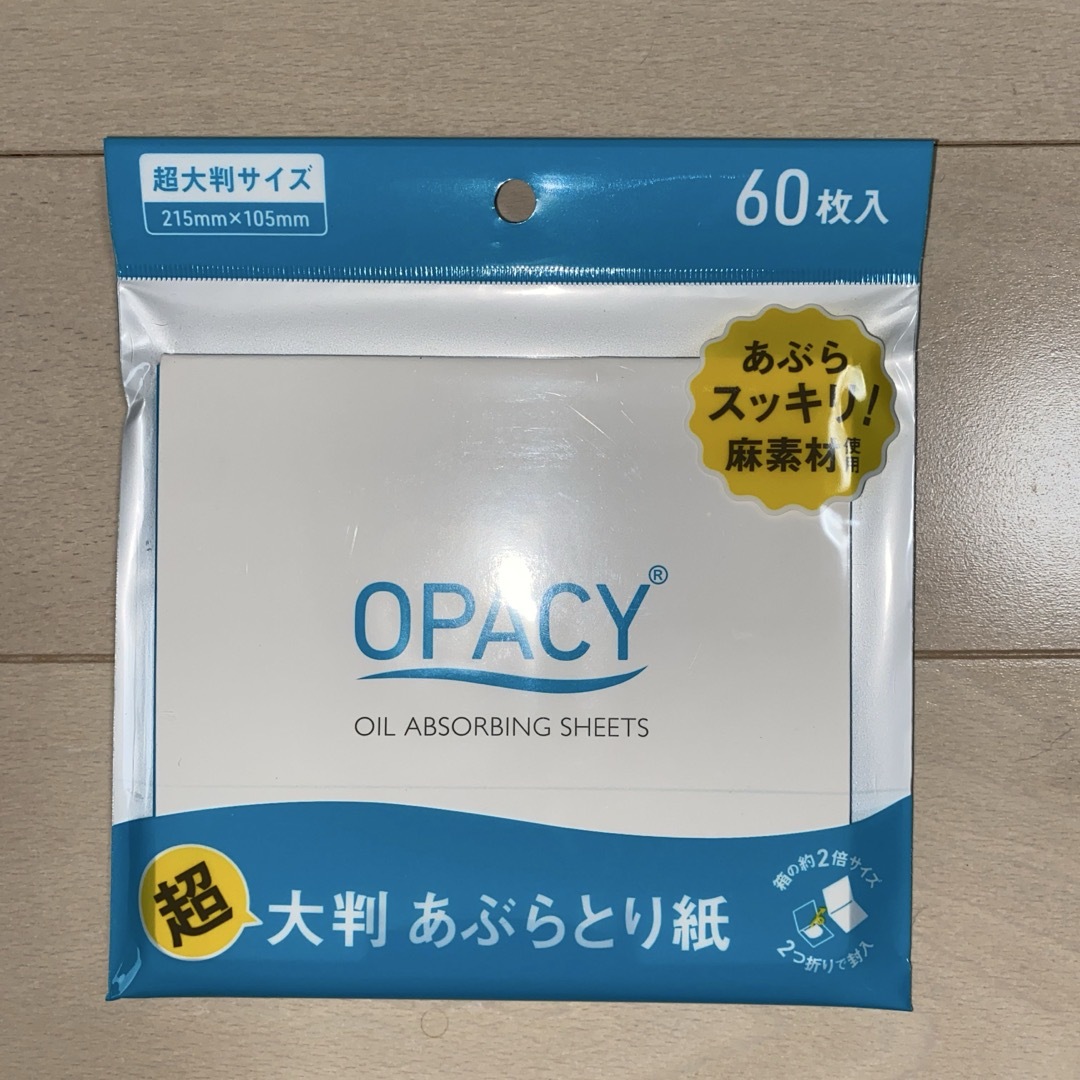 超大判サイズ
215mm×105mm
60枚入
あぶら
スッキリ!
麻素材使用
OPACY®
OIL ABSORBING SHEETS
超大判 あぶらとり紙
箱の約2倍サイズ
2つ折りで封入